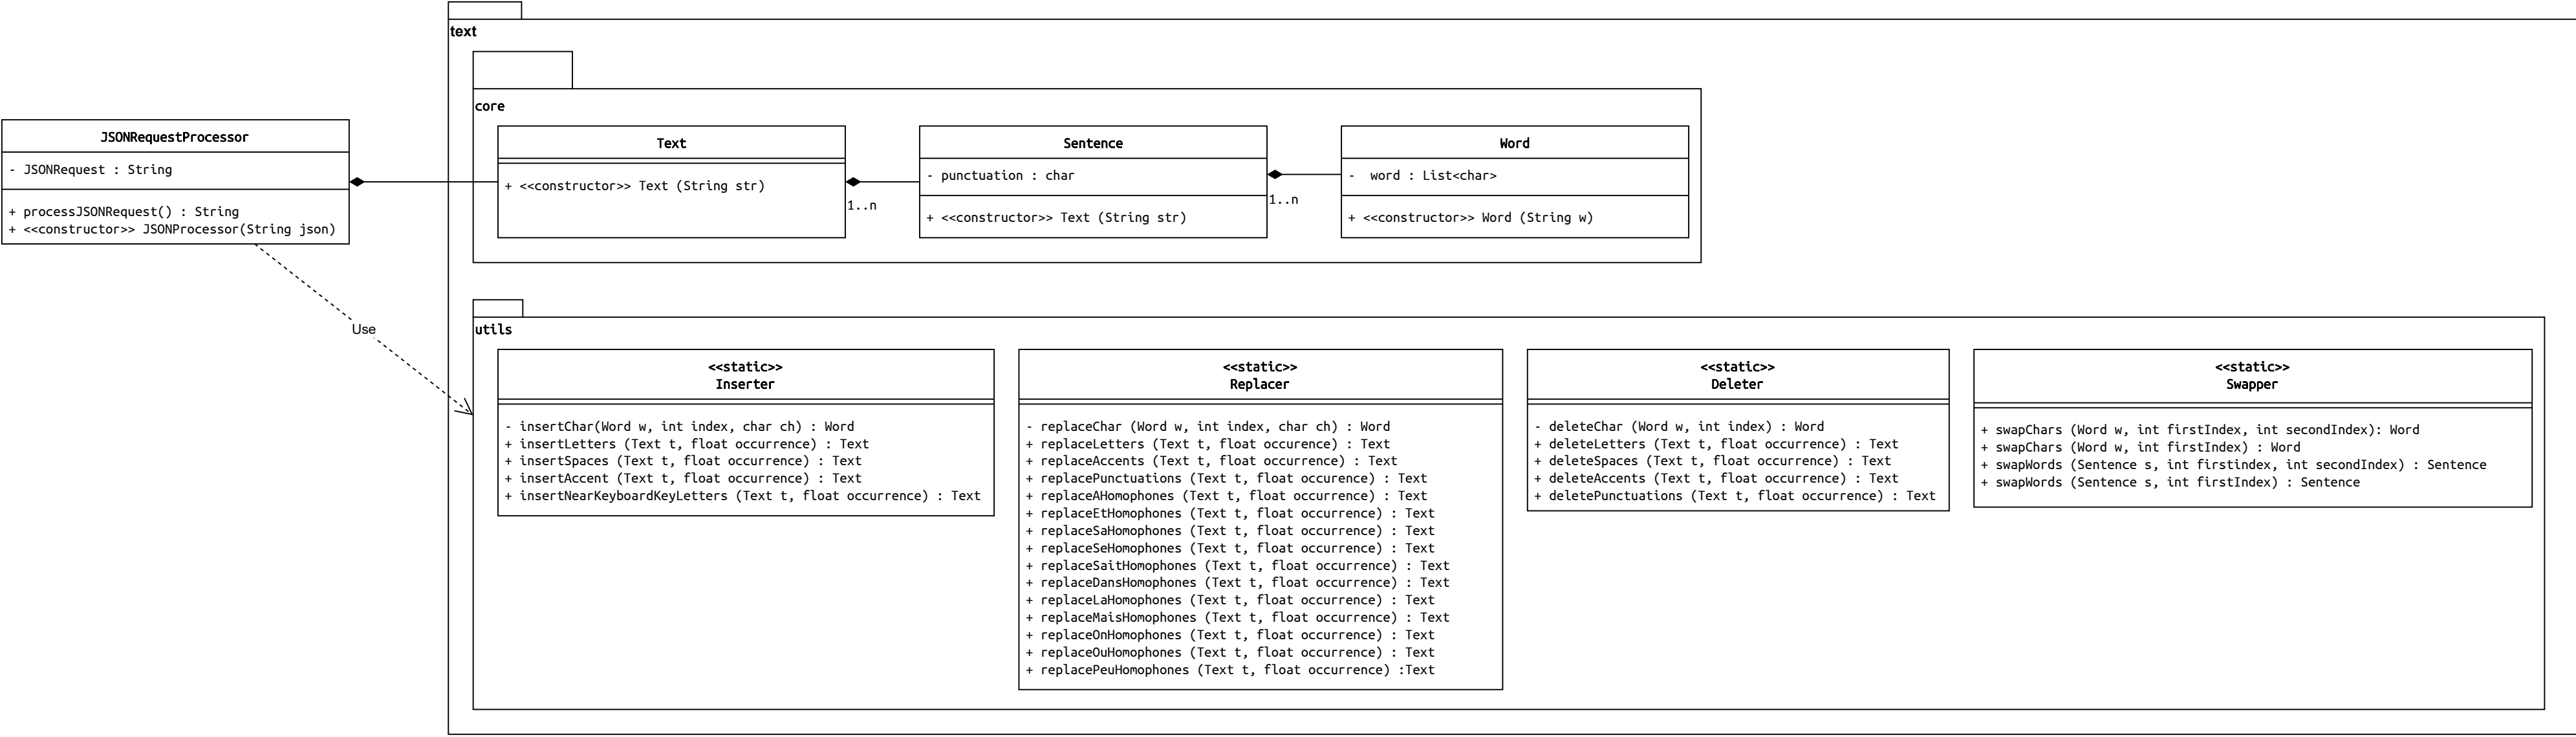 text
core
JSONRequestProcessor
- JSONRequest : String
+ processJSONRequest() : String
+ <<constructor>> JSONProcessor(String json)
Text
+ <<constructor>> Text (String str)
1..n
Sentence
- punctuation : char
+ <<constructor>> Text (String str)
1..n
Word
-  word : List<char>
+ <<constructor>> Word (String w)
Use
utils
<<static>>
Inserter
- insertChar(Word w, int index, char ch) : Word
+ insertLetters (Text t, float occurrence) : Text
+ insertSpaces (Text t, float occurrence) : Text
+ insertAccent (Text t, float occurrence) : Text
+ insertNearKeyboardKeyLetters (Text t, float occurrence) : Text
<<static>>
Replacer
- replaceChar (Word w, int index, char ch) : Word
+ replaceLetters (Text t, float occurence) : Text
+ replaceAccents (Text t, float occurrence) : Text
+ replacePunctuations (Text t, float occurrence) : Text
+ replaceAHomophones (Text t, float occurrence) : Text
+ replaceEtHomophones (Text t, float occurrence) : Text
+ replaceSaHomophones (Text t, float occurrence) : Text
+ replaceSeHomophones (Text t, float occurrence) : Text
+ replaceSaitHomophones (Text t, float occurrence) : Text
+ replaceDansHomophones (Text t, float occurrence) : Text
+ replaceLaHomophones (Text t, float occurrence) : Text
+ replaceMaisHomophones (Text t, float occurrence) : Text
+ replaceOnHomophones (Text t, float occurrence) : Text
+ replaceOuHomophones (Text t, float occurrence) : Text
+ replacePeuHomophones (Text t, float occurrence) :Text
<<static>>
Deleter
- deleteChar (Word w, int index) : Word
+ deleteLetters (Text t, float occurrence) : Text
+ deleteSpaces (Text t, float occurrence) : Text
+ deleteAccents (Text t, float occurrence) : Text
+ deletePunctuations (Text t, float occurrence) : Text
<<static>>
Swapper
+ swapChars (Word w, int firstIndex, int secondIndex): Word
+ swapChars (Word w, int firstIndex) : Word
+ swapWords (Sentence s, int firstindex, int secondIndex) : Sentence
+ swapWords (Sentence s, int firstIndex) : Sentence